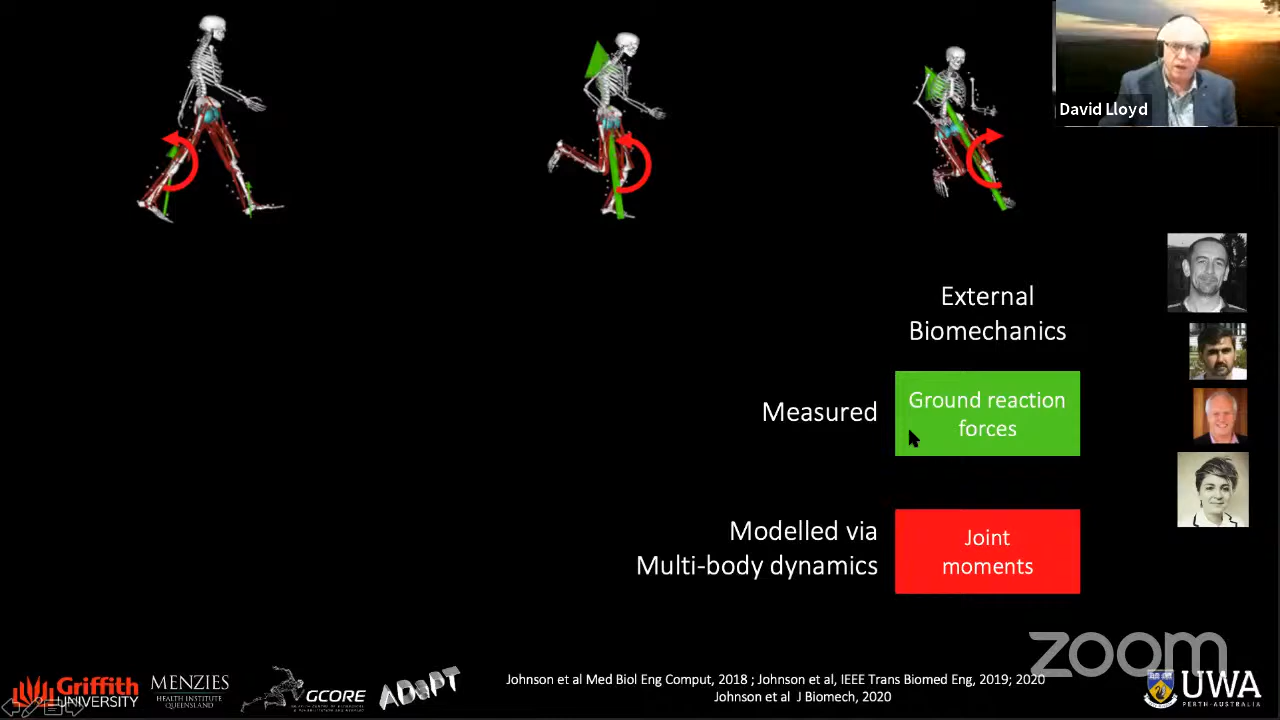 David Lloyd
External
Biomechanics
Measured
Ground reaction
forces
Modelled via
Multi-body dynamics
Joint
moments
zoom
Griffith
UNIVERSITY
MENZIES
HEALTH INSTITUTE
QUEENSLAND
GCORE
ADAPT
Johnson et al Med Biol Eng Comput, 2018 ; Johnson et al, IEEE Trans Biomed Eng, 2019; 2020
Johnson et al  J Biomech, 2020
UWA
PERTH-AUSTRALIA